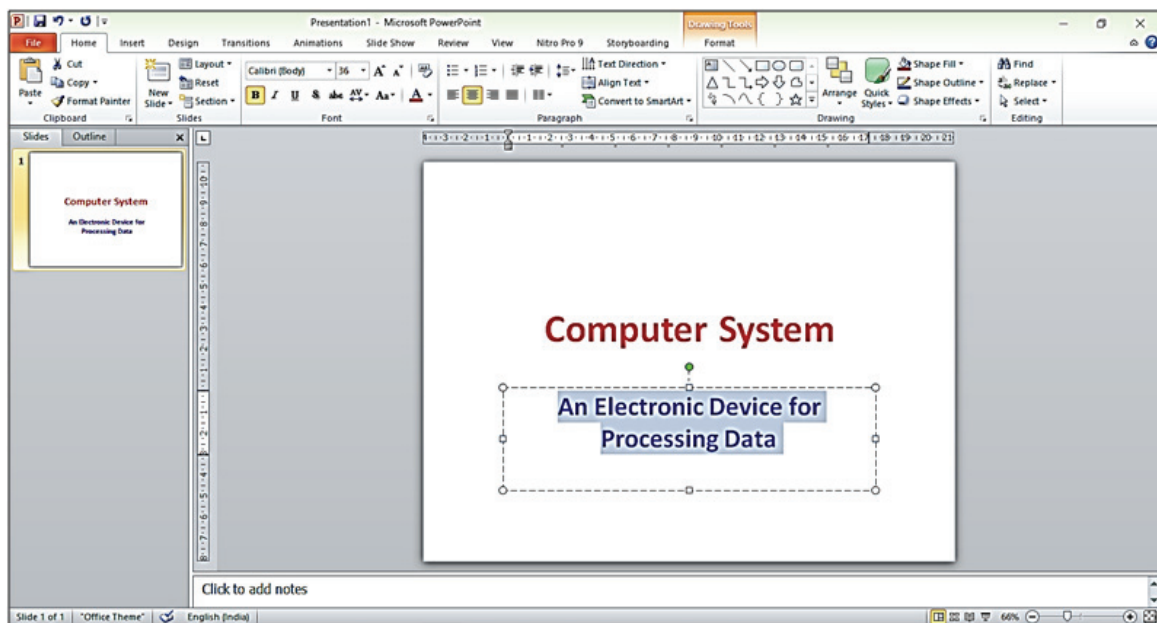 Presentation1 - Microsoft PowerPoint
Drawing Tools
File Home Insert Design Transitions Animations Slide Show Review View Nitro Pro 9 Storyboarding Format
Paste
Cut
Copy
Format Painter
Clipboard
New Slide
Layout
Reset
Section
Slides
Calibri (Body) 36
B I U S abc AV Aa A
Font
Text Direction
Align Text
Convert to SmartArt
Paragraph
Arrange
Quick Styles
Shape Fill
Shape Outline
Shape Effects
Drawing
Find
Replace
Select
Editing
Slides Outline
1
Computer System
An Electronic Device for
Processing Data
Computer System
An Electronic Device for
Processing Data
Click to add notes
Slide 1 of 1 "Office Theme" English (India) 66%